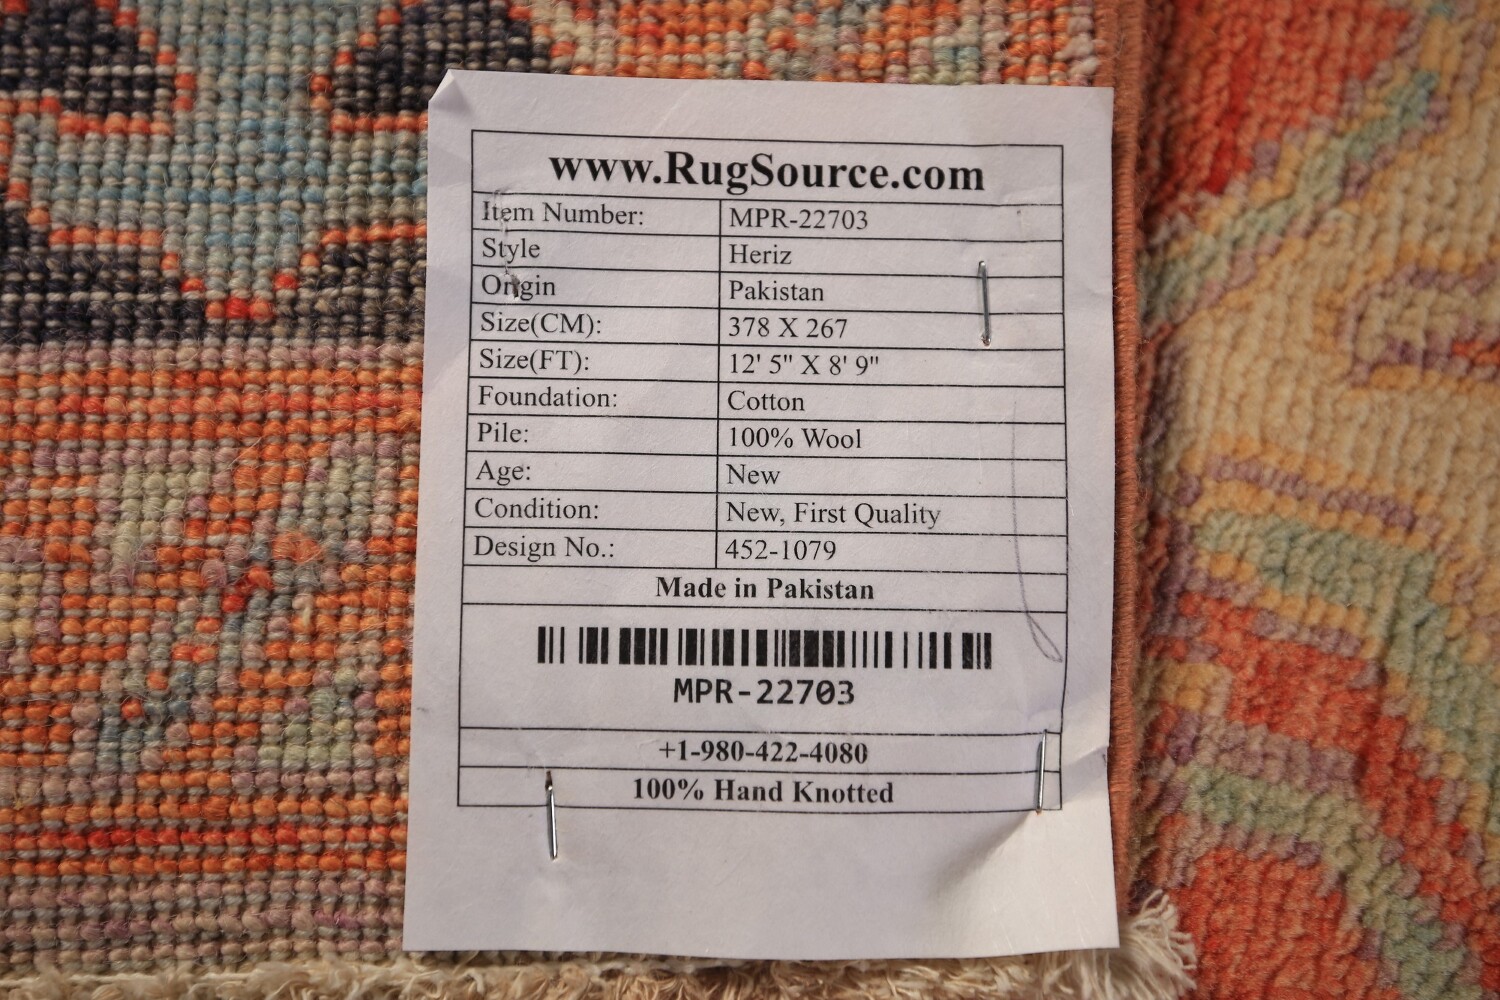 www.RugSource.com
Item Number: MPR-22703
Style Heriz
Origin Pakistan
Size(CM): 378 X 267
Size(FT): 12' 5" X 8' 9"
Foundation: Cotton
Pile: 100% Wool
Age: New
Condition: New, First Quality
Design No.: 452-1079
Made in Pakistan
MPR-22703
+1-980-422-4080
100% Hand Knotted